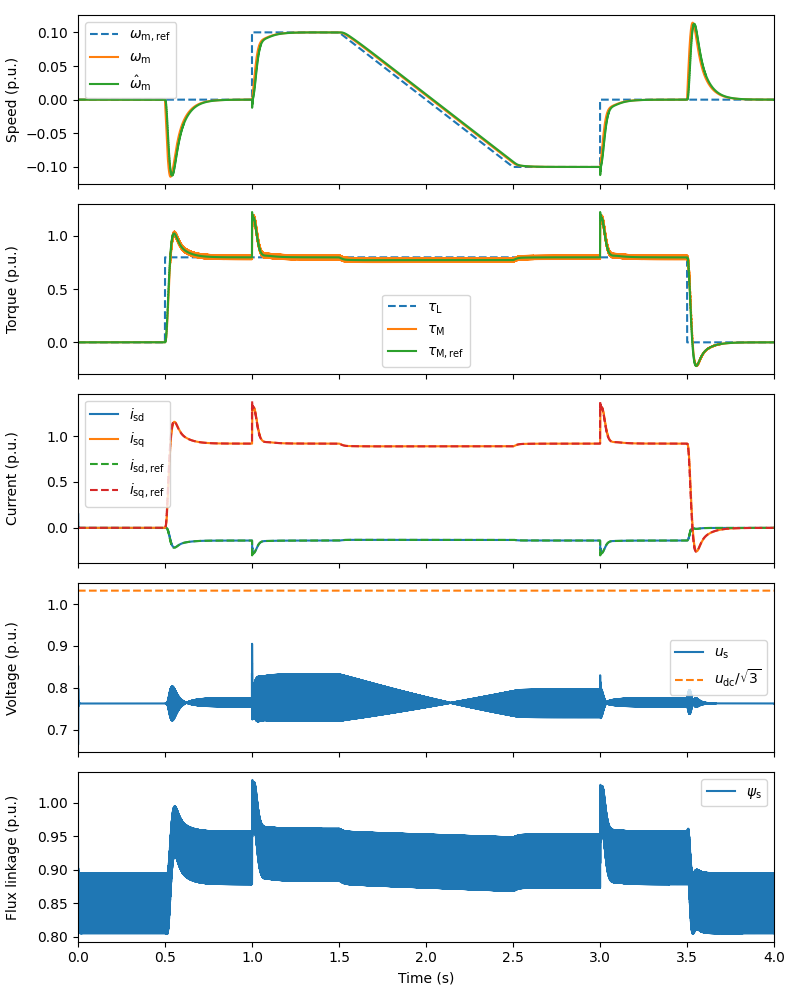 Speed (p.u.)
0.10
0.05
0.00
−0.05
−0.10
ω_m,ref
ω_m
ω̂_m
Torque (p.u.)
1.0
0.5
0.0
τ_L
τ_M
τ_M,ref
Current (p.u.)
1.0
0.5
0.0
i_sd
i_sq
i_sd,ref
i_sq,ref
Voltage (p.u.)
1.0
0.9
0.8
0.7
u_s
u_dc/√3
Flux linkage (p.u.)
1.00
0.95
0.90
0.85
0.80
ψ_s
0.0 0.5 1.0 1.5 2.0 2.5 3.0 3.5 4.0
Time (s)